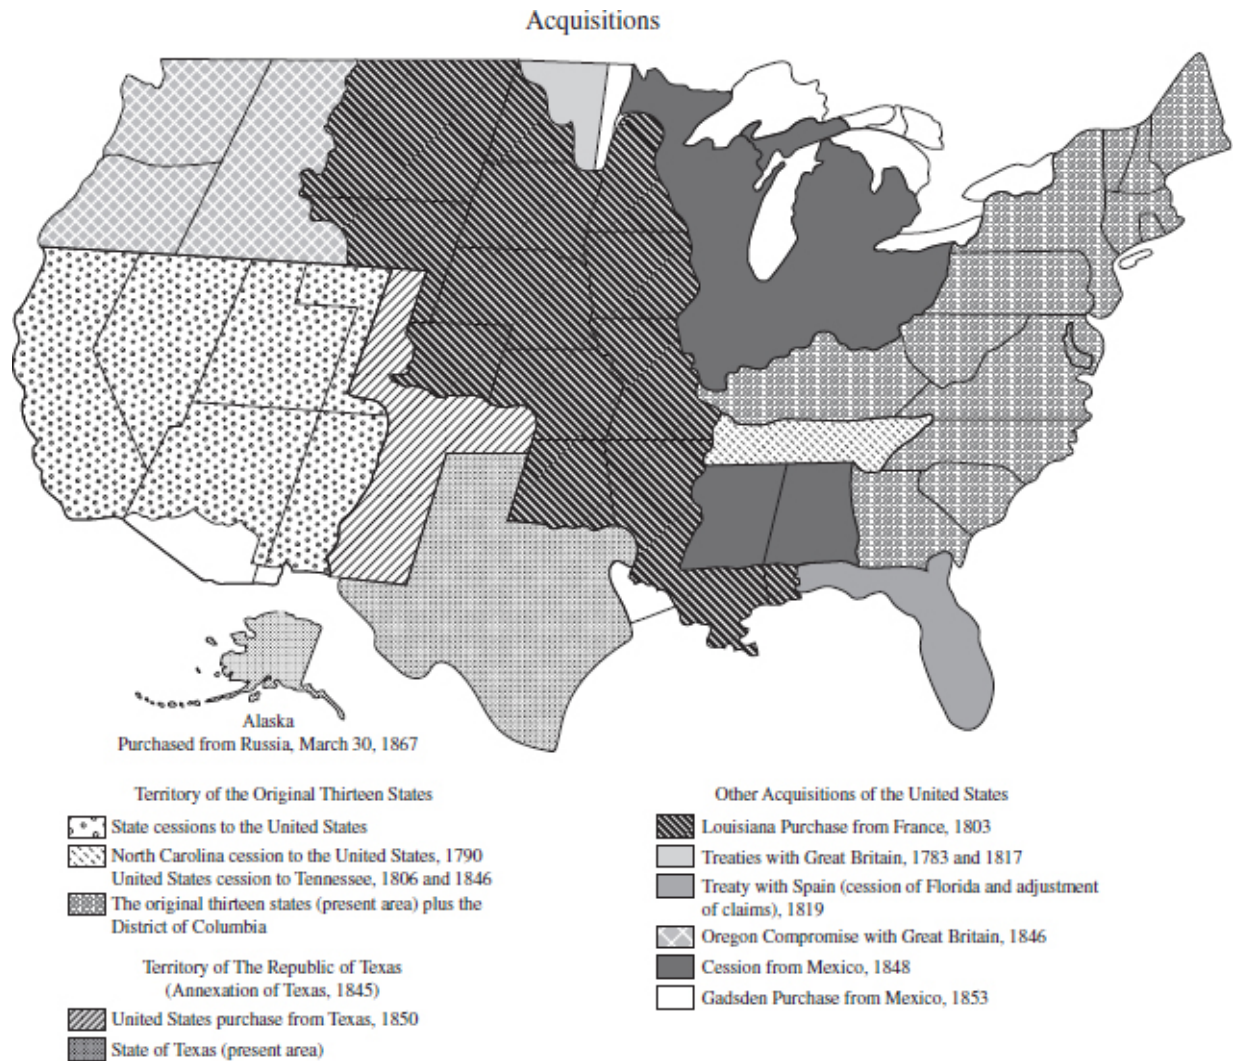 Acquisitions
Alaska
Purchased from Russia, March 30, 1867
Territory of the Original Thirteen States
State cessions to the United States
North Carolina cession to the United States, 1790
United States cession to Tennessee, 1806 and 1846
The original thirteen states (present area) plus the
District of Columbia
Territory of The Republic of Texas
(Annexation of Texas, 1845)
United States purchase from Texas, 1850
State of Texas (present area)
Other Acquisitions of the United States
Louisiana Purchase from France, 1803
Treaties with Great Britain, 1783 and 1817
Treaty with Spain (cession of Florida and adjustment
of claims), 1819
Oregon Compromise with Great Britain, 1846
Cession from Mexico, 1848
Gadsden Purchase from Mexico, 1853